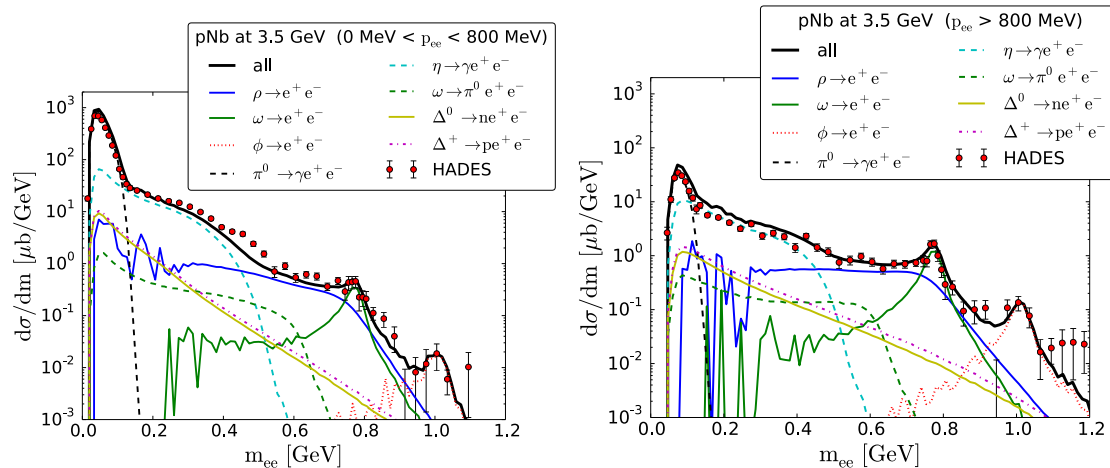 pNb at 3.5 GeV (0 MeV < p_ee < 800 MeV)
all
ρ→e⁺e⁻
ω→e⁺e⁻
ϕ→e⁺e⁻
π⁰→γe⁺e⁻
η→γe⁺e⁻
ω→π⁰e⁺e⁻
Δ⁰→ne⁺e⁻
Δ⁺→pe⁺e⁻
HADES
dσ/dm [μb/GeV]
10³
10²
10¹
10⁰
10⁻¹
10⁻²
10⁻³
0.0 0.2 0.4 0.6 0.8 1.0 1.2
m_ee [GeV]
pNb at 3.5 GeV (p_ee > 800 MeV)
all
ρ→e⁺e⁻
ω→e⁺e⁻
ϕ→e⁺e⁻
π⁰→γe⁺e⁻
η→γe⁺e⁻
ω→π⁰e⁺e⁻
Δ⁰→ne⁺e⁻
Δ⁺→pe⁺e⁻
HADES
dσ/dm [μb/GeV]
10³
10²
10¹
10⁰
10⁻¹
10⁻²
10⁻³
0.0 0.2 0.4 0.6 0.8 1.0 1.2
m_ee [GeV]